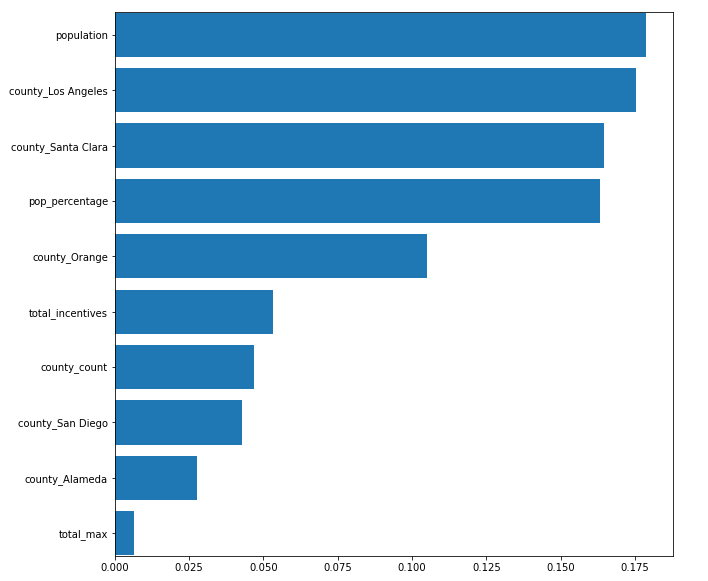 population
county_Los Angeles
county_Santa Clara
pop_percentage
county_Orange
total_incentives
county_count
county_San Diego
county_Alameda
total_max
0.000 0.025 0.050 0.075 0.100 0.125 0.150 0.175